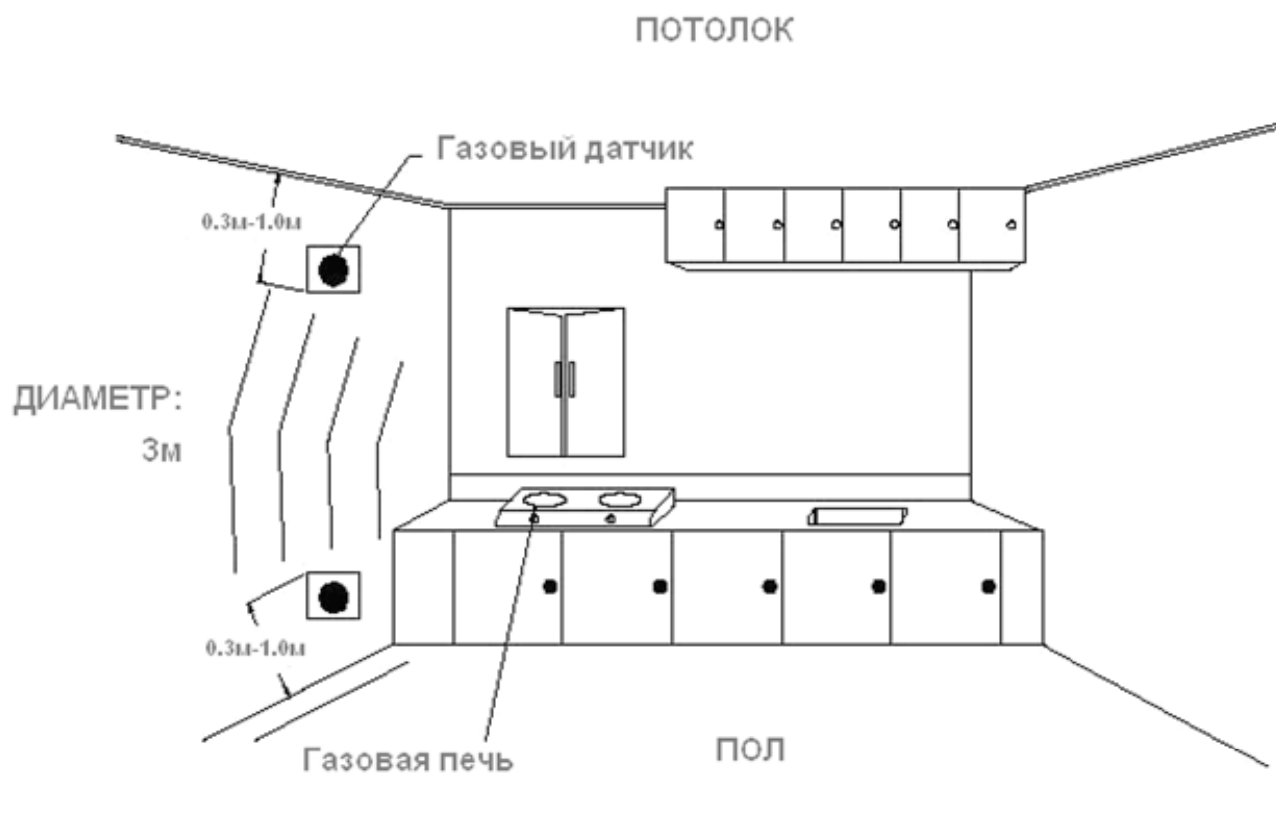 ПОТОЛОК
Газовый датчик
0.3м-1.0м
ДИАМЕТР:
3м
0.3м-1.0м
Газовая печь
ПОЛ